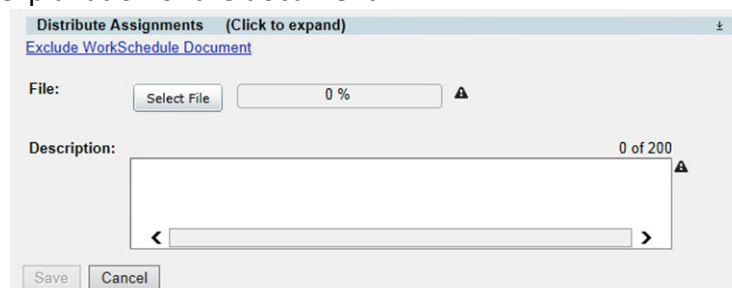 Distribute Assignments (Click to expand)
Exclude WorkSchedule Document
File:
Select File
0 %
Description:
0 of 200
Save
Cancel